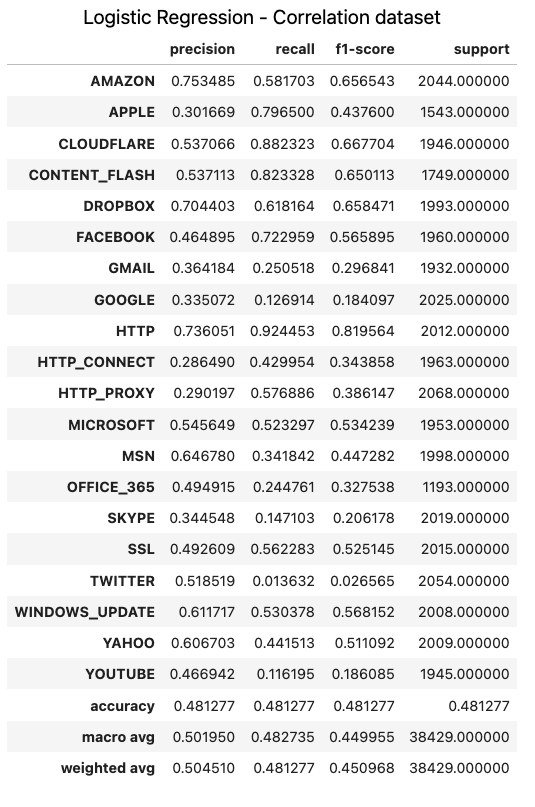 Logistic Regression - Correlation dataset
precision recall f1-score support
AMAZON 0.753485 0.581703 0.656543 2044.000000
APPLE 0.301669 0.796500 0.437600 1543.000000
CLOUDFLARE 0.537066 0.882323 0.667704 1946.000000
CONTENT_FLASH 0.537113 0.823328 0.650113 1749.000000
DROPBOX 0.704403 0.618164 0.658471 1993.000000
FACEBOOK 0.464895 0.722959 0.565895 1960.000000
GMAIL 0.364184 0.250518 0.296841 1932.000000
GOOGLE 0.335072 0.126914 0.184097 2025.000000
HTTP 0.736051 0.924453 0.819564 2012.000000
HTTP_CONNECT 0.286490 0.429954 0.343858 1963.000000
HTTP_PROXY 0.290197 0.576886 0.386147 2068.000000
MICROSOFT 0.545649 0.523297 0.534239 1953.000000
MSN 0.646780 0.341842 0.447282 1998.000000
OFFICE_365 0.494915 0.244761 0.327538 1193.000000
SKYPE 0.344548 0.147103 0.206178 2019.000000
SSL 0.492609 0.562283 0.525145 2015.000000
TWITTER 0.518519 0.013632 0.026565 2054.000000
WINDOWS_UPDATE 0.611717 0.530378 0.568152 2008.000000
YAHOO 0.606703 0.441513 0.511092 2009.000000
YOUTUBE 0.466942 0.116195 0.186085 1945.000000
accuracy 0.481277 0.481277 0.481277 0.481277
macro avg 0.501950 0.482735 0.449955 38429.000000
weighted avg 0.504510 0.481277 0.450968 38429.000000